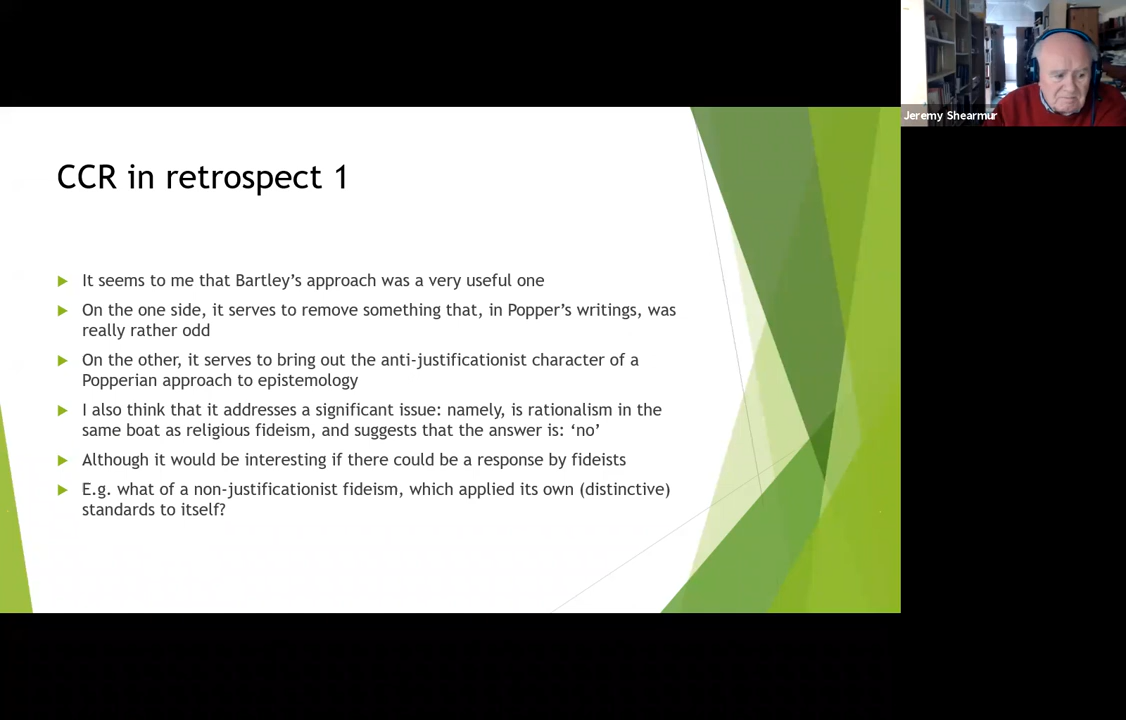 Jeremy Shearmur
CCR in retrospect 1
It seems to me that Bartley’s approach was a very useful one
On the one side, it serves to remove something that, in Popper’s writings, was
really rather odd
On the other, it serves to bring out the anti-justificationist character of a
Popperian approach to epistemology
I also think that it addresses a significant issue: namely, is rationalism in the
same boat as religious fideism, and suggests that the answer is: ‘no’
Although it would be interesting if there could be a response by fideists
E.g. what of a non-justificationist fideism, which applied its own (distinctive)
standards to itself?